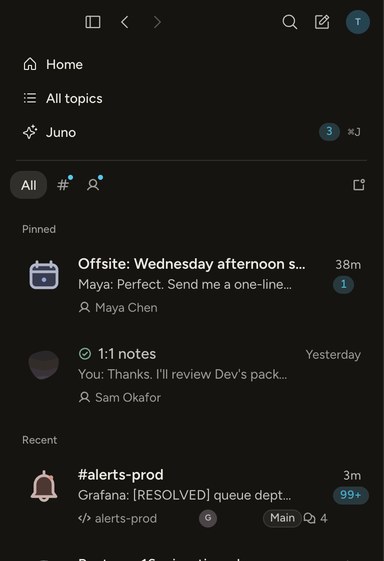 T
Home
All topics
Juno 3 ⌘J
All #
Pinned
Offsite: Wednesday afternoon s... 38m
Maya: Perfect. Send me a one-line... 1
Maya Chen
1:1 notes Yesterday
You: Thanks. I'll review Dev's pack...
Sam Okafor
Recent
#alerts-prod 3m
Grafana: [RESOLVED] queue dept... 99+
</> alerts-prod G Main 4